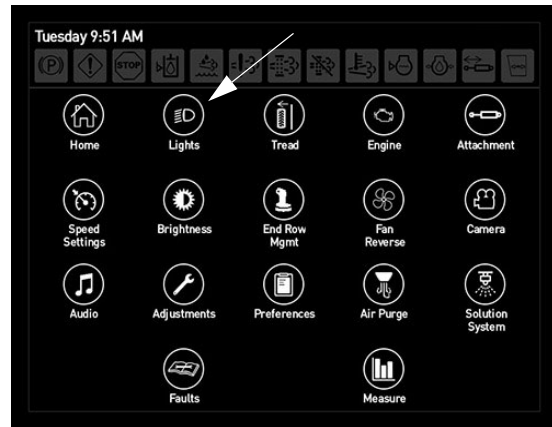 Tuesday 9:51 AM
P STOP
Home Lights Tread Engine Attachment
Speed Settings Brightness End Row Mgmt Fan Reverse Camera
Audio Adjustments Preferences Air Purge Solution System
Faults Measure